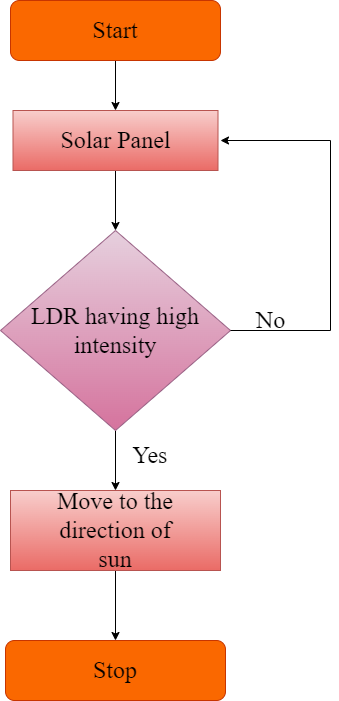 Start
Solar Panel
LDR having high
intensity
No
Yes
Move to the
direction of
sun
Stop